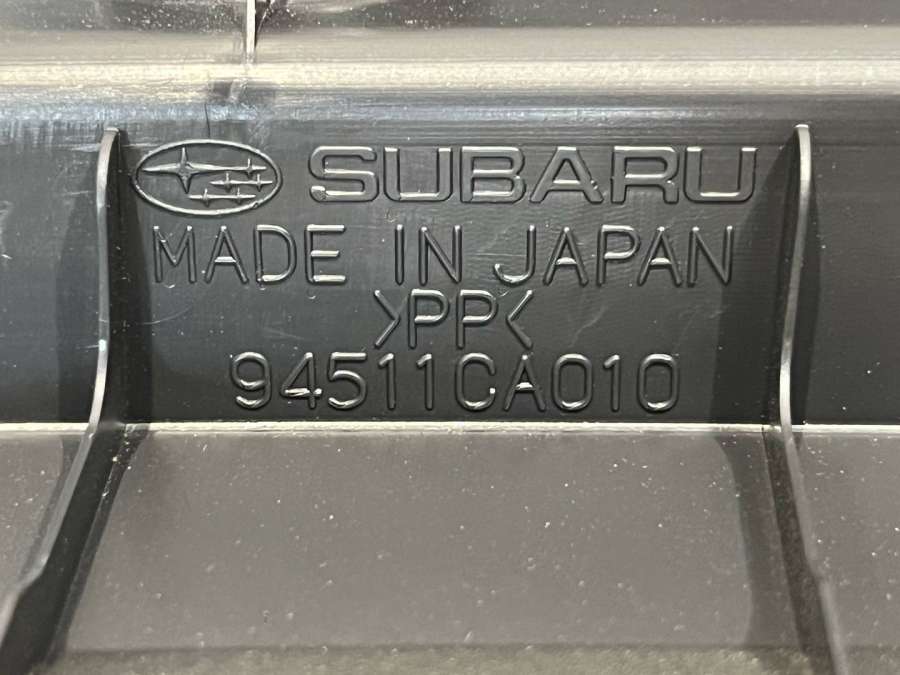 SUBARU
MADE IN JAPAN
>PP<
94511CA010